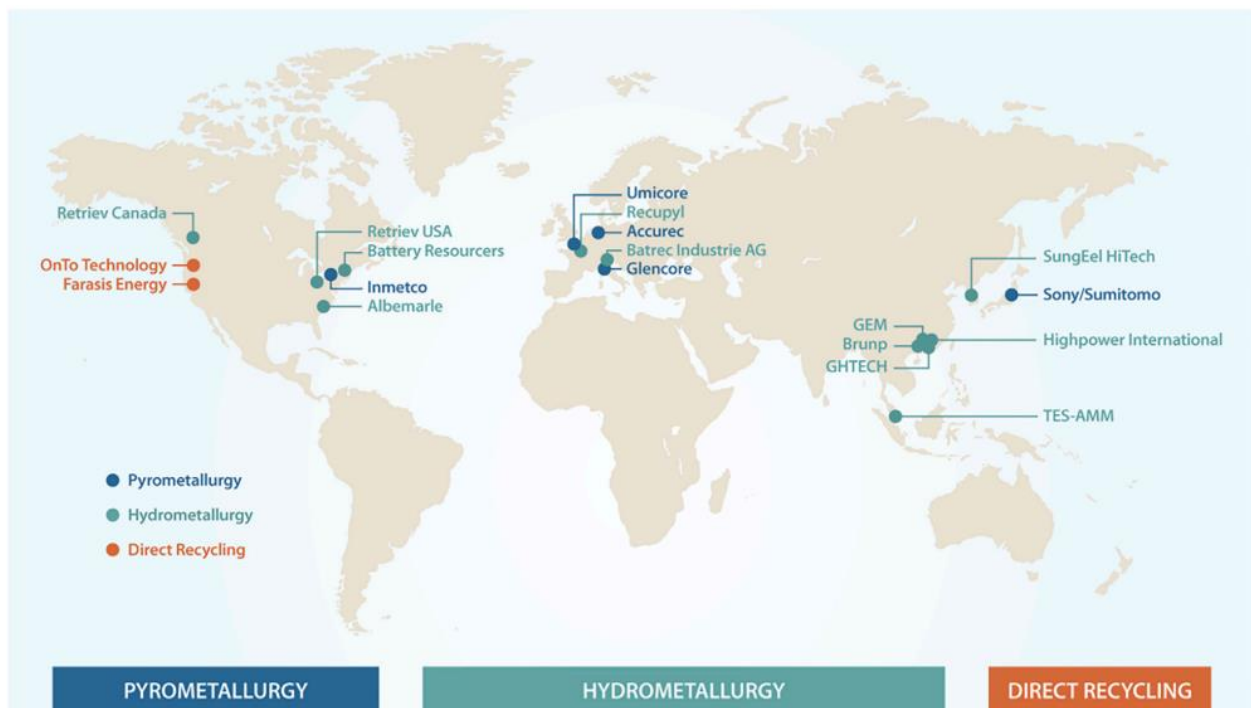 Retriev Canada
OnTo Technology
Farasis Energy
Retriev USA
Battery Resourcers
Inmetco
Albemarle
Umicore
Recupyl
Accurec
Batrec Industrie AG
Glencore
SungEel HiTech
Sony/Sumitomo
GEM
Brunp
Highpower International
GHTECH
TES-AMM
Pyrometallurgy
Hydrometallurgy
Direct Recycling
PYROMETALLURGY
HYDROMETALLURGY
DIRECT RECYCLING